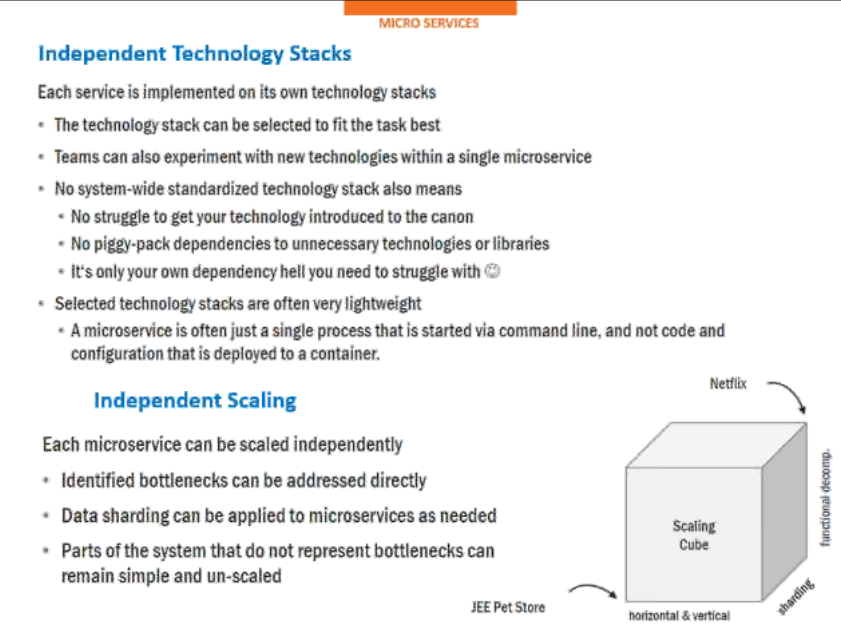 MICRO SERVICES
Independent Technology Stacks
Each service is implemented on its own technology stacks
• The technology stack can be selected to fit the task best
• Teams can also experiment with new technologies within a single microservice
• No system-wide standardized technology stack also means
• No struggle to get your technology introduced to the canon
• No piggy-pack dependencies to unnecessary technologies or libraries
• It's only your own dependency hell you need to struggle with ☺
• Selected technology stacks are often very lightweight
• A microservice is often just a single process that is started via command line, and not code and
configuration that is deployed to a container.
Independent Scaling
Each microservice can be scaled independently
• Identified bottlenecks can be addressed directly
• Data sharding can be applied to microservices as needed
• Parts of the system that do not represent bottlenecks can
remain simple and un-scaled
Netflix
functional decomp.
Scaling
Cube
sharding
JEE Pet Store
horizontal & vertical